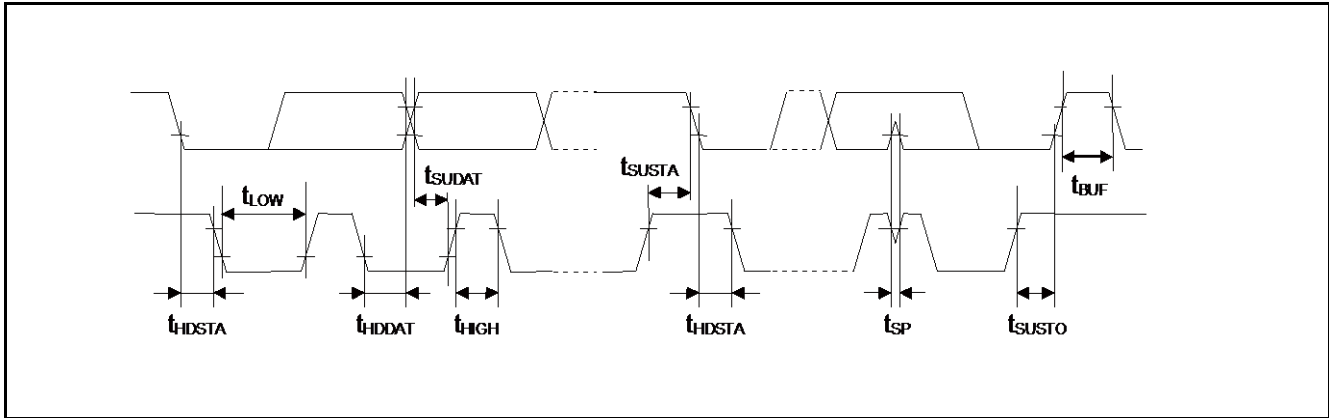 tSUDAT
tSUSTA
tBUF
tLOW
tHDSTA
tHDDAT
tHIGH
tHDSTA
tSP
tSUSTO